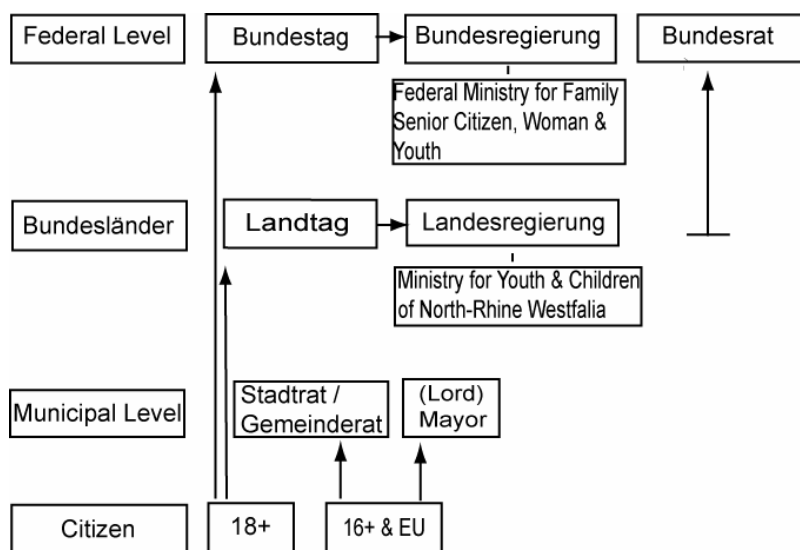 Federal Level
Bundestag
Bundesregierung
Bundesrat
Federal Ministry for Family
Senior Citizen, Woman &
Youth
Bundesländer
Landtag
Landesregierung
Ministry for Youth & Children
of North-Rhine Westfalia
Municipal Level
Stadtrat /
Gemeinderat
(Lord)
Mayor
Citizen
18+
16+ & EU